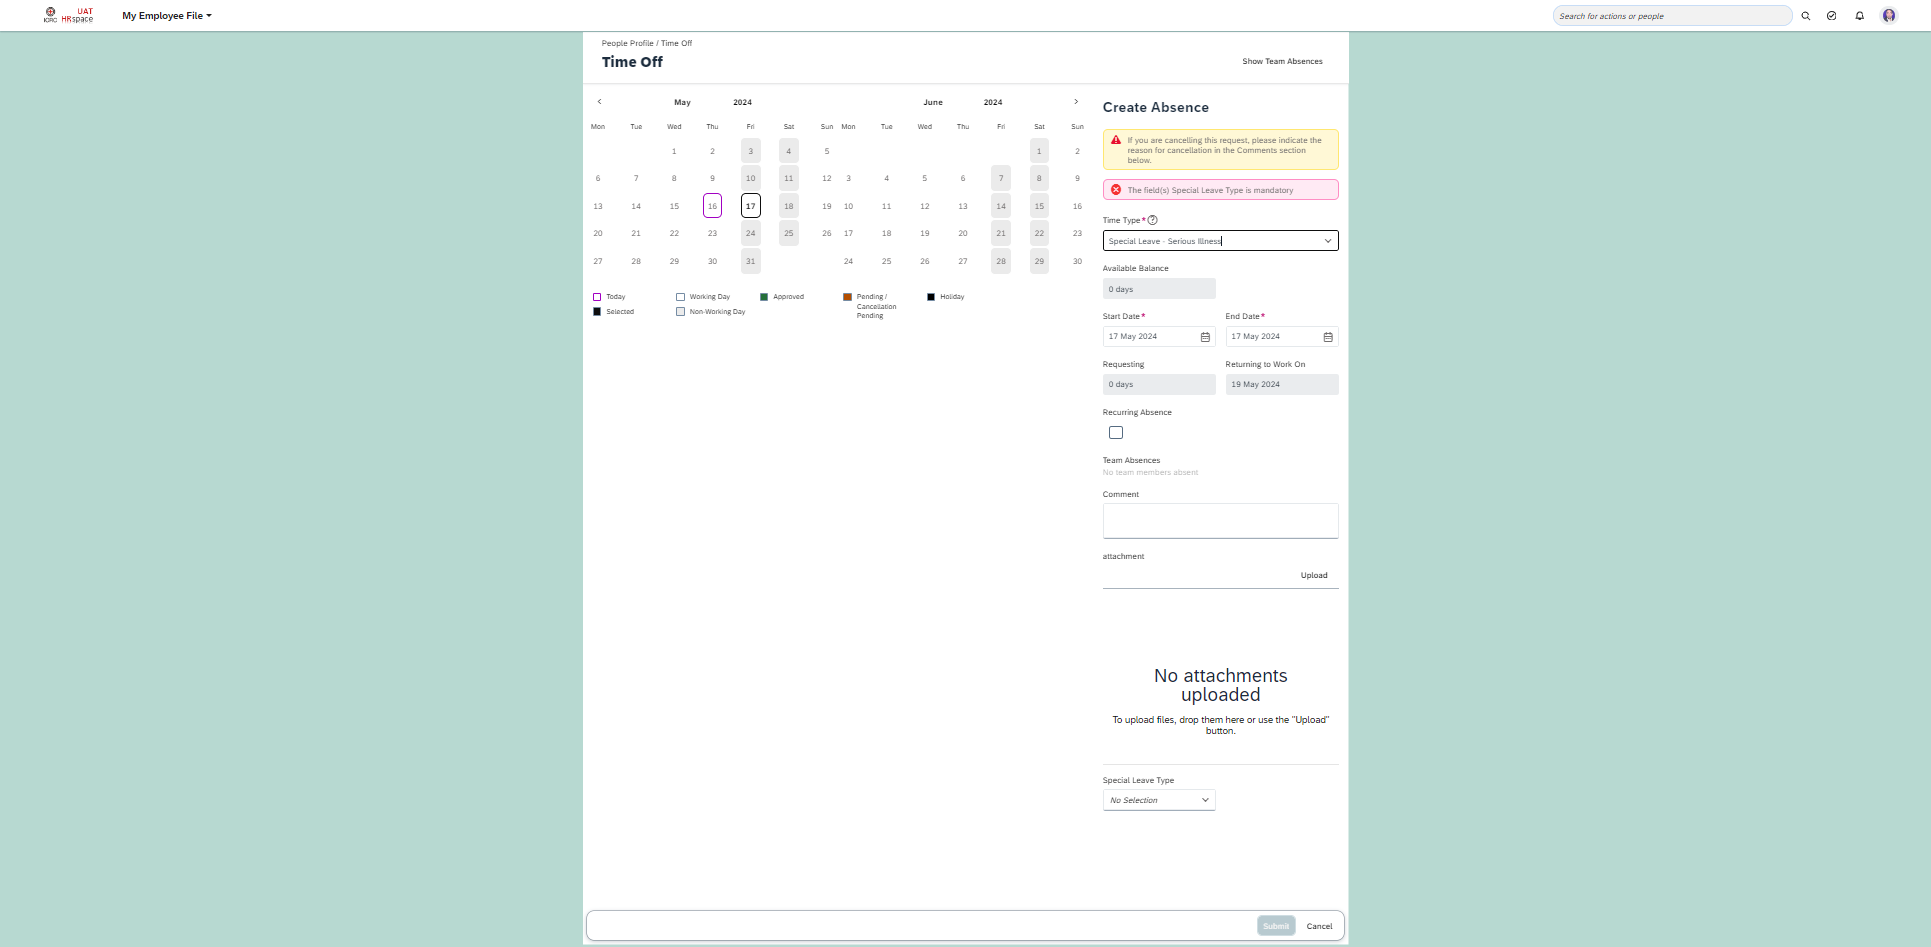 ICRC
UAT
HRspace
My Employee File
Search for actions or people
People Profile / Time Off
Time Off
Show Team Absences
May 2024
Mon Tue Wed Thu Fri Sat Sun
1 2 3 4 5
6 7 8 9 10 11 12
13 14 15 16 17 18 19
20 21 22 23 24 25 26
27 28 29 30 31
June 2024
Mon Tue Wed Thu Fri Sat Sun
1 2
3 4 5 6 7 8 9
10 11 12 13 14 15 16
17 18 19 20 21 22 23
24 25 26 27 28 29 30
Today
Selected
Working Day
Non-Working Day
Approved
Pending /
Cancellation
Pending
Holiday
Create Absence
If you are cancelling this request, please indicate the
reason for cancellation in the Comments section
below.
The field(s) Special Leave Type is mandatory
Time Type*
Special Leave - Serious Illness
Available Balance
0 days
Start Date* End Date*
17 May 2024 17 May 2024
Requesting Returning to Work On
0 days 19 May 2024
Recurring Absence
Team Absences
No team members absent
Comment
attachment
Upload
No attachments
uploaded
To upload files, drop them here or use the "Upload"
button.
Special Leave Type
No Selection
Submit Cancel